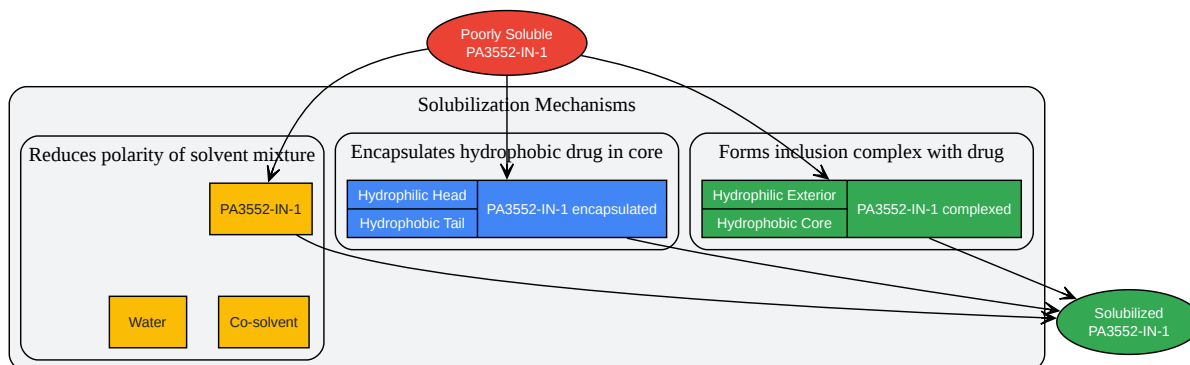 Poorly Soluble
PA3552-IN-1
Solubilization Mechanisms
Reduces polarity of solvent mixture
PA3552-IN-1
Water
Co-solvent
Encapsulates hydrophobic drug in core
Hydrophilic Head
Hydrophobic Tail
PA3552-IN-1 encapsulated
Forms inclusion complex with drug
Hydrophilic Exterior
Hydrophobic Core
PA3552-IN-1 complexed
Solubilized
PA3552-IN-1